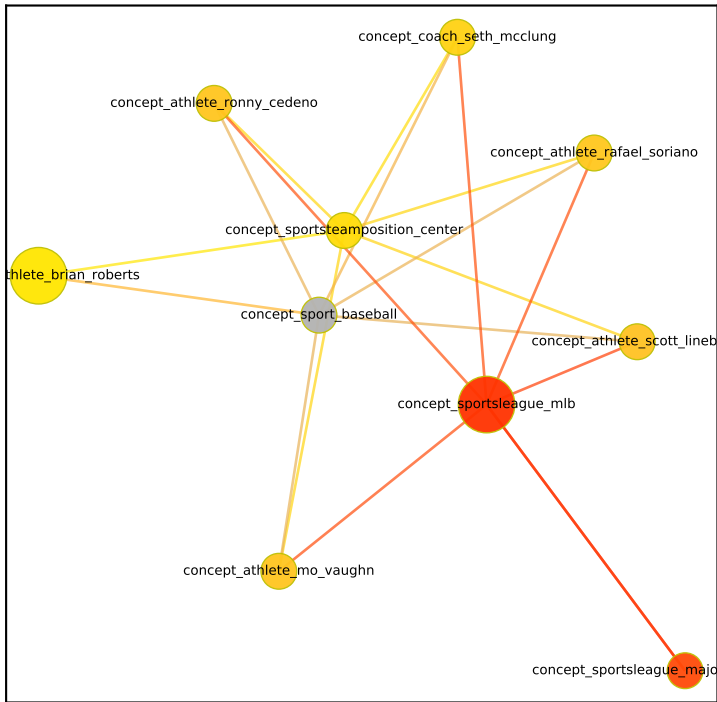 concept_coach_seth_mcclung
concept_athlete_ronny_cedeno
concept_athlete_rafael_soriano
concept_sportsteamposition_center
thlete_brian_roberts
concept_sport_baseball
concept_athlete_scott_lineb
concept_sportsleague_mlb
concept_athlete_mo_vaughn
concept_sportsleague_majo